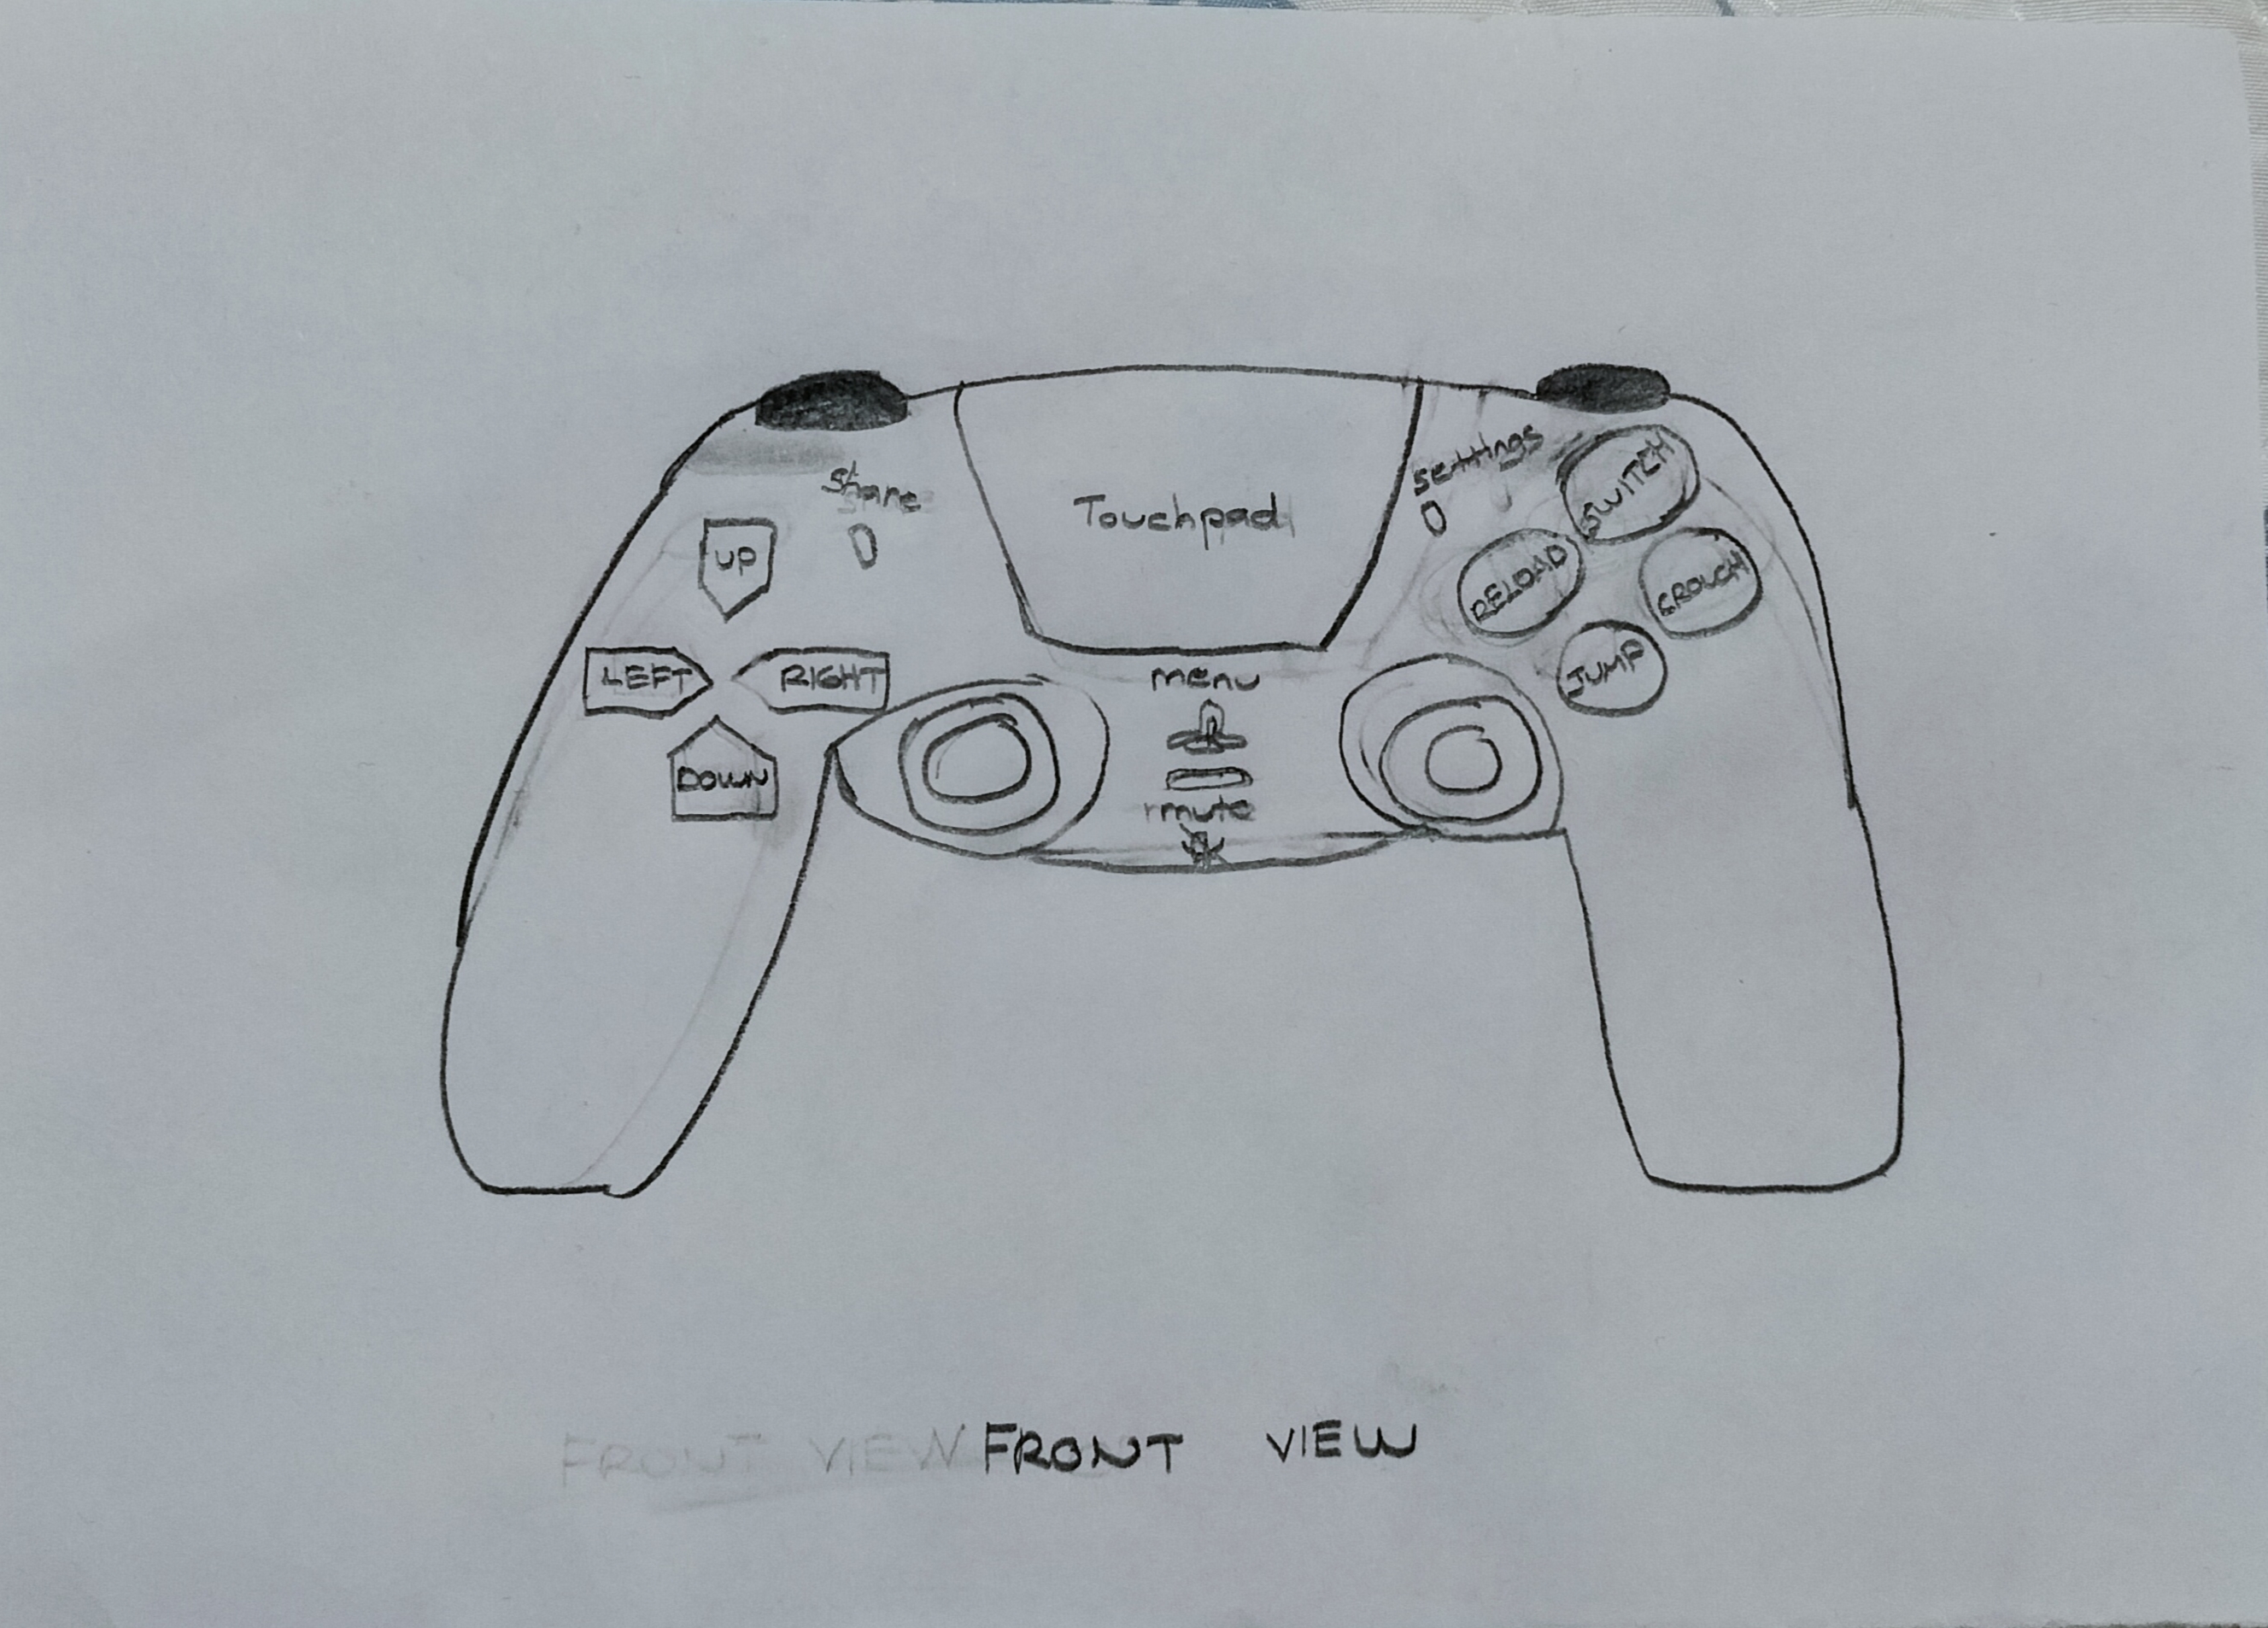 Share
settings
SWITCH
Touchpad
UP
RELOAD
CROUCH
LEFT
RIGHT
menu
JUMP
DOWN
mute
FRONT VIEW
FRONT VIEW